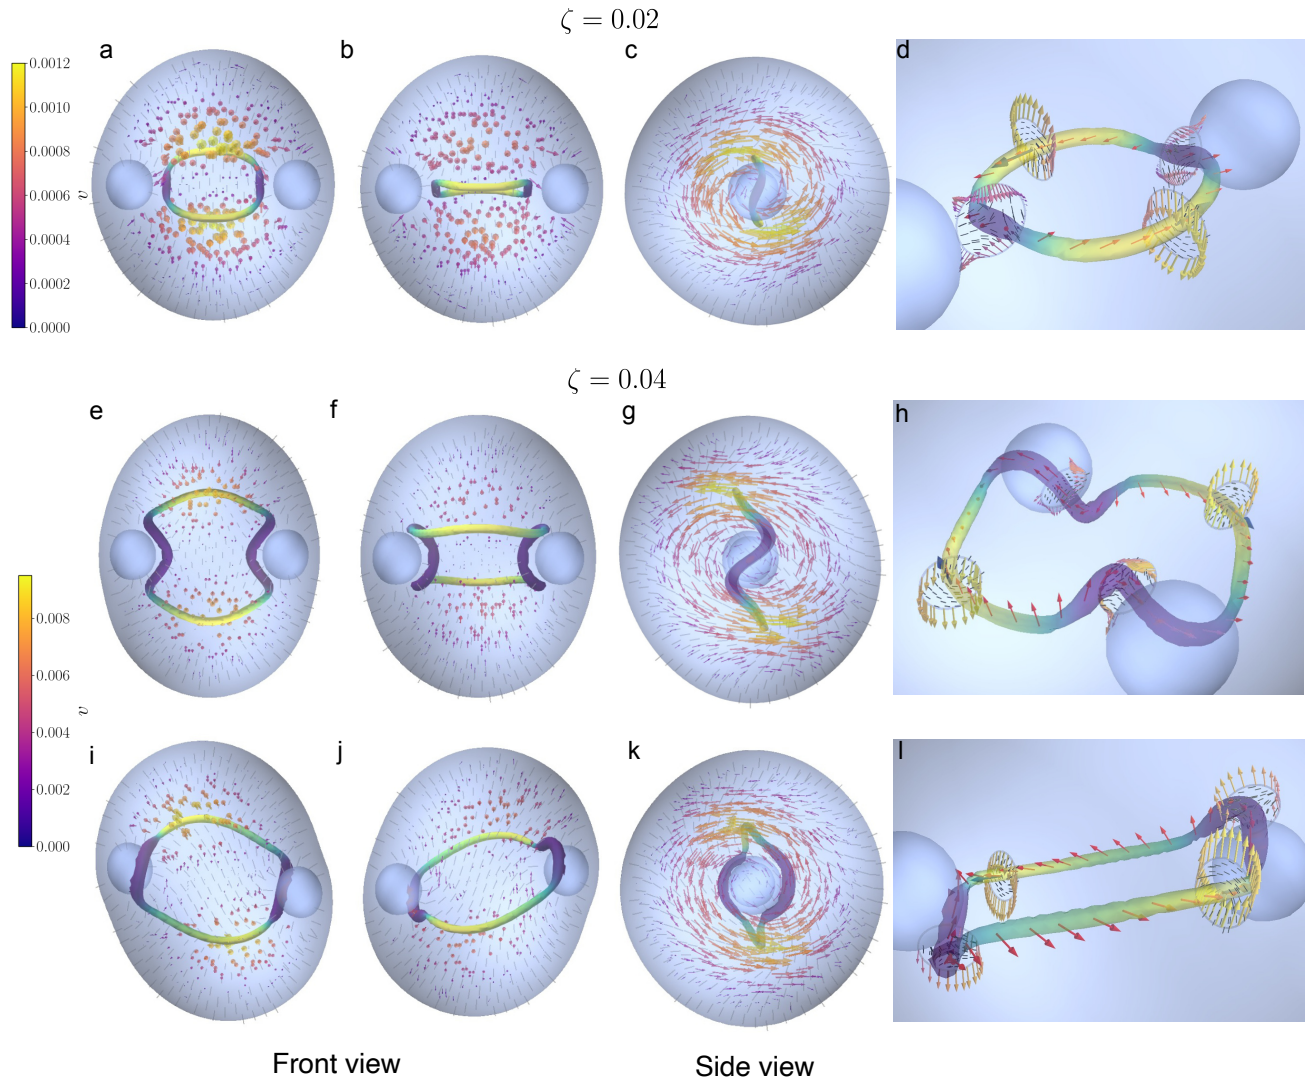 ζ = 0.02
a b c d
0.0012
0.0010
0.0008
0.0006
v
0.0004
0.0002
0.0000
ζ = 0.04
e f g h
0.008
0.006
v
0.004
0.002
0.000
i j k l
Front view Side view